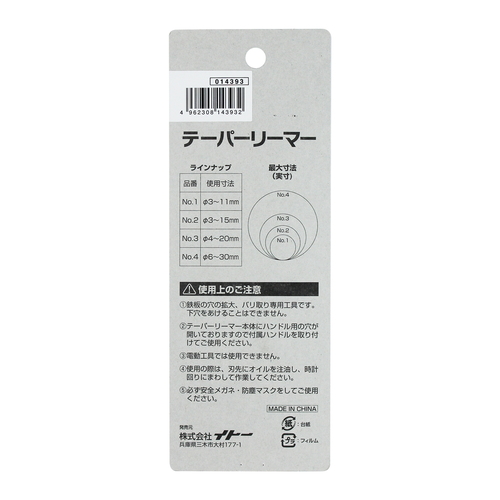 014393
4 962308 143932
テーパーリーマー
ラインナップ
品番 使用寸法
No.1 φ3〜11mm
No.2 φ3〜15mm
No.3 φ4〜20mm
No.4 φ6〜30mm
最大寸法
(実寸)
No.4
No.3
No.2
No.1
使用上のご注意
①鉄板の穴の拡大、バリ取り専用工具です。
下穴をあけることはできません。
②テーパーリーマー本体にハンドル用の穴が
開いておりますので付属ハンドルを取り付
けてご使用ください。
③電動工具では使用できません。
④使用の際は、刃先にオイルを注油し、時計
回りにまわして作業してください。
⑤必ず安全メガネ・防塵マスクをしてご使用
ください。
MADE IN CHINA
発売元
株式会社 イトー
兵庫県三木市大村177-1
紙 : 台紙
プラ : フィルム